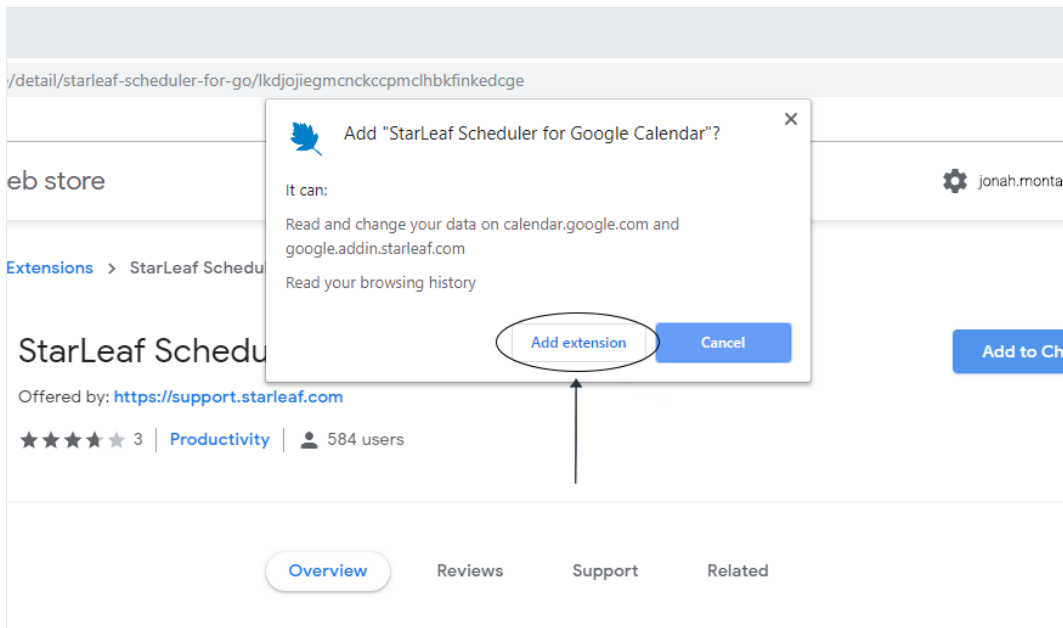 /detail/starleaf-scheduler-for-go/lkdjojiegmcnckccpmclhbkfinkedcge
Add "StarLeaf Scheduler for Google Calendar"?
eb store
jonah.monta
It can:
Read and change your data on calendar.google.com and
google.addin.starleaf.com
Extensions > StarLeaf Schedu
Read your browsing history
Add extension
Cancel
StarLeaf Schedu
Add to Ch
Offered by: https://support.starleaf.com
3 | Productivity | 584 users
Overview
Reviews
Support
Related